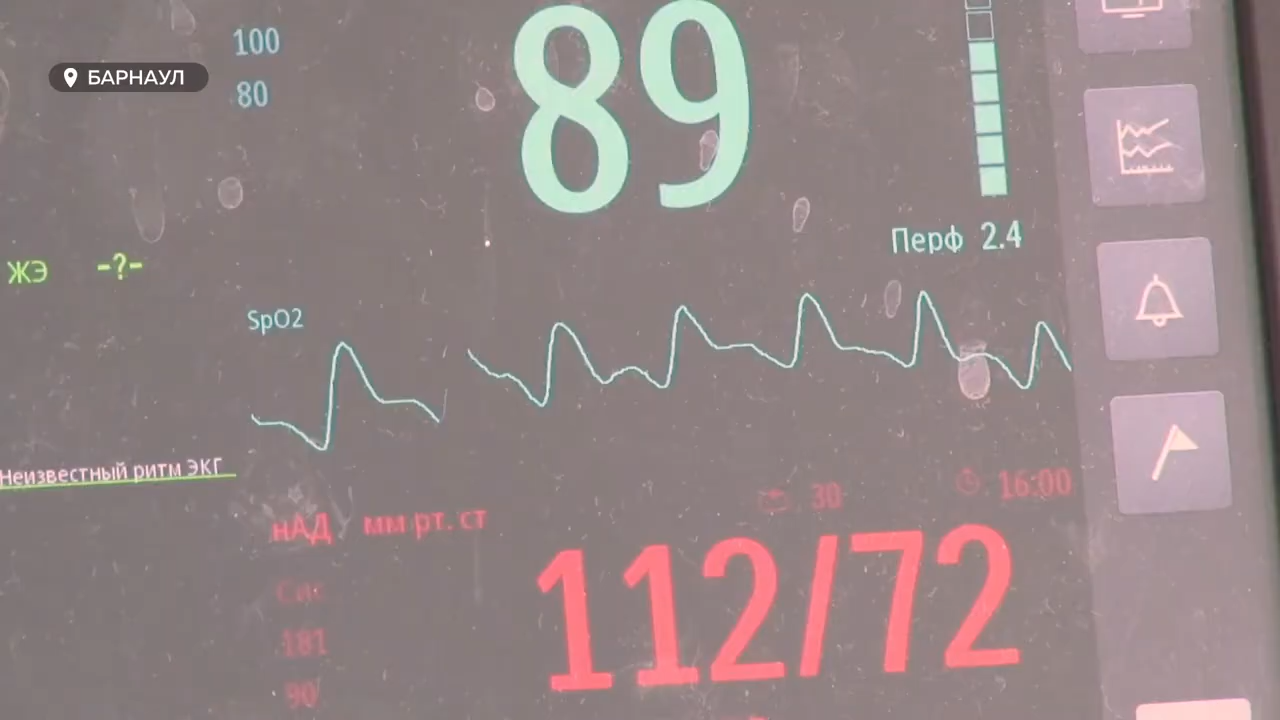 БАРНАУЛ
100
80
89
Перф 2.4
ЖЭ -?-
SpO2
Неизвестный ритм ЭКГ
30
16:00
нАД мм рт. ст
112/72
Сис
181
90